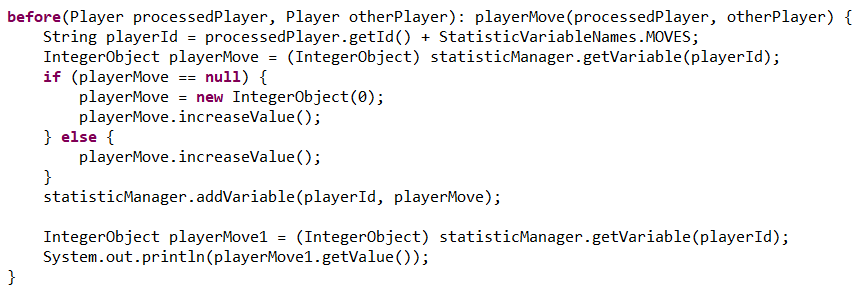 before(Player processedPlayer, Player otherPlayer): playerMove(processedPlayer, otherPlayer) {
    String playerId = processedPlayer.getId() + StatisticVariableNames.MOVES;
    IntegerObject playerMove = (IntegerObject) statisticManager.getVariable(playerId);
    if (playerMove == null) {
        playerMove = new IntegerObject(0);
        playerMove.increaseValue();
    } else {
        playerMove.increaseValue();
    }
    statisticManager.addVariable(playerId, playerMove);

    IntegerObject playerMove1 = (IntegerObject) statisticManager.getVariable(playerId);
    System.out.println(playerMove1.getValue());
}